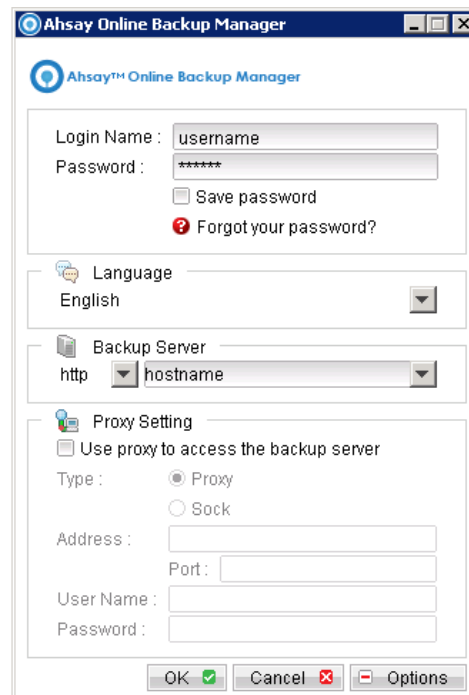 Ahsay Online Backup Manager
Ahsay™ Online Backup Manager
Login Name : username
Password : ******
Save password
Forgot your password?
Language
English
Backup Server
http hostname
Proxy Setting
Use proxy to access the backup server
Type : Proxy
Sock
Address :
Port :
User Name :
Password :
OK Cancel Options